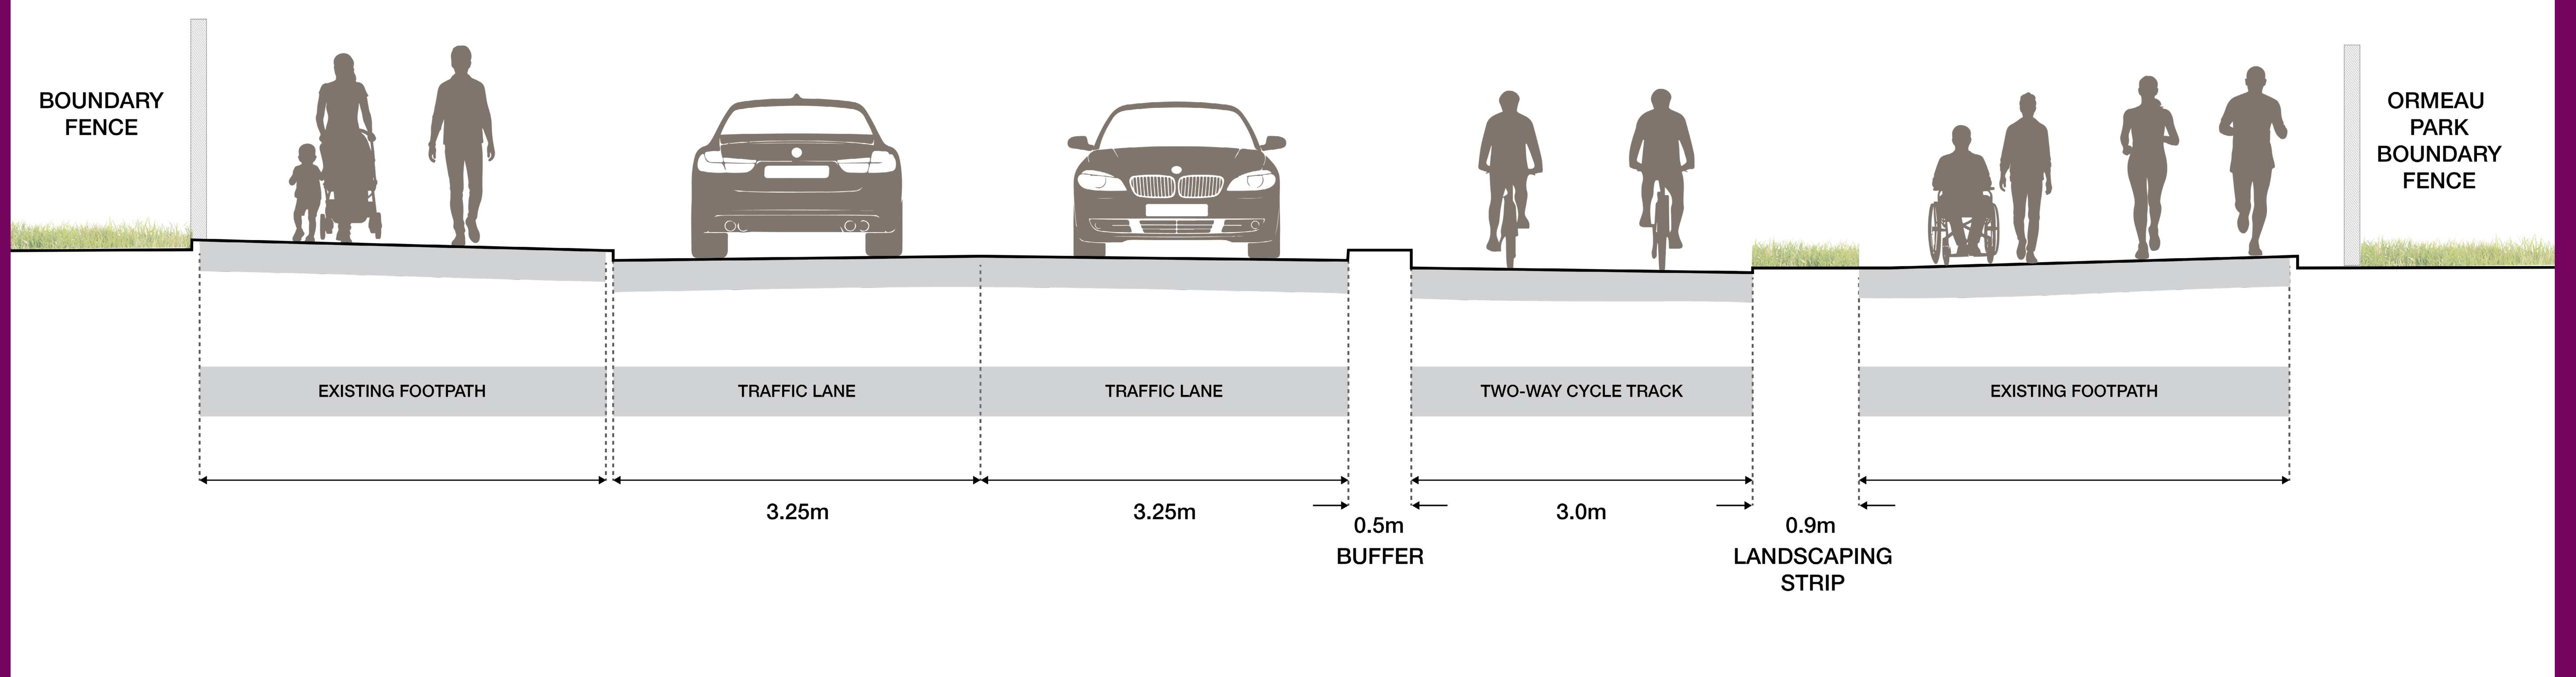 BOUNDARY
FENCE
ORMEAU
PARK
BOUNDARY
FENCE
EXISTING FOOTPATH
TRAFFIC LANE
TRAFFIC LANE
TWO-WAY CYCLE TRACK
EXISTING FOOTPATH
3.25m
3.25m
0.5m
BUFFER
3.0m
0.9m
LANDSCAPING
STRIP